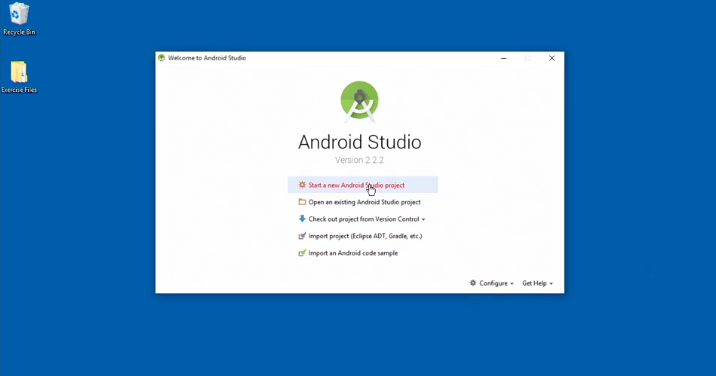 Recycle Bin
Exercise Files
Welcome to Android Studio
Android Studio
Version 2.2.2
Start a new Android Studio project
Open an existing Android Studio project
Check out project from Version Control
Import project (Eclipse ADT, Gradle, etc.)
Import an Android code sample
Configure
Get Help